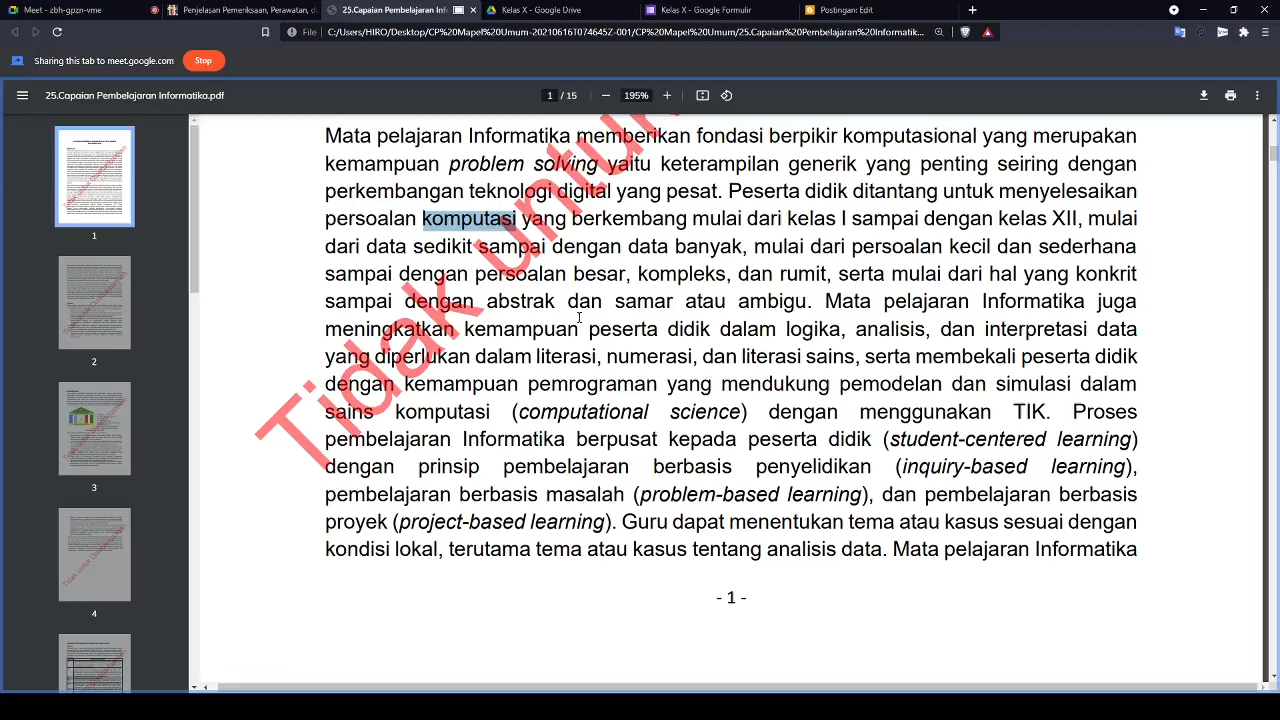 Meet - zbh-gpzn-vme
Penjelasan Pemeriksaan, Perawatan, d
25.Capaian Pembelajaran In
Kelas X - Google Drive
Kelas X - Google Formulir
Postingan: Edit
File
C:/Users/HIRO/Desktop/CP%20Mapel%20Umum-20210616T074645Z-001/CP%20Mapel%20Umum/25.Capaian%20Pembelajaran%20Informatik...
Sharing this tab to meet.google.com
Stop
25.Capaian Pembelajaran Informatika.pdf
1 / 15
195%
Mata pelajaran Informatika memberikan fondasi berpikir komputasional yang merupakan
kemampuan problem solving yaitu keterampilan generik yang penting seiring dengan
perkembangan teknologi digital yang pesat. Peserta didik ditantang untuk menyelesaikan
persoalan komputasi yang berkembang mulai dari kelas I sampai dengan kelas XII, mulai
dari data sedikit sampai dengan data banyak, mulai dari persoalan kecil dan sederhana
sampai dengan persoalan besar, kompleks, dan rumit, serta mulai dari hal yang konkrit
sampai dengan abstrak dan samar atau ambigu. Mata pelajaran Informatika juga
meningkatkan kemampuan peserta didik dalam logika, analisis, dan interpretasi data
yang diperlukan dalam literasi, numerasi, dan literasi sains, serta membekali peserta didik
dengan kemampuan pemrograman yang mendukung pemodelan dan simulasi dalam
sains komputasi (computational science) dengan menggunakan TIK. Proses
pembelajaran Informatika berpusat kepada peserta didik (student-centered learning)
dengan prinsip pembelajaran berbasis penyelidikan (inquiry-based learning),
pembelajaran berbasis masalah (problem-based learning), dan pembelajaran berbasis
proyek (project-based learning). Guru dapat menentukan tema atau kasus sesuai dengan
kondisi lokal, terutama tema atau kasus tentang analisis data. Mata pelajaran Informatika
- 1 -
Tidak untuk
1
2
3
4